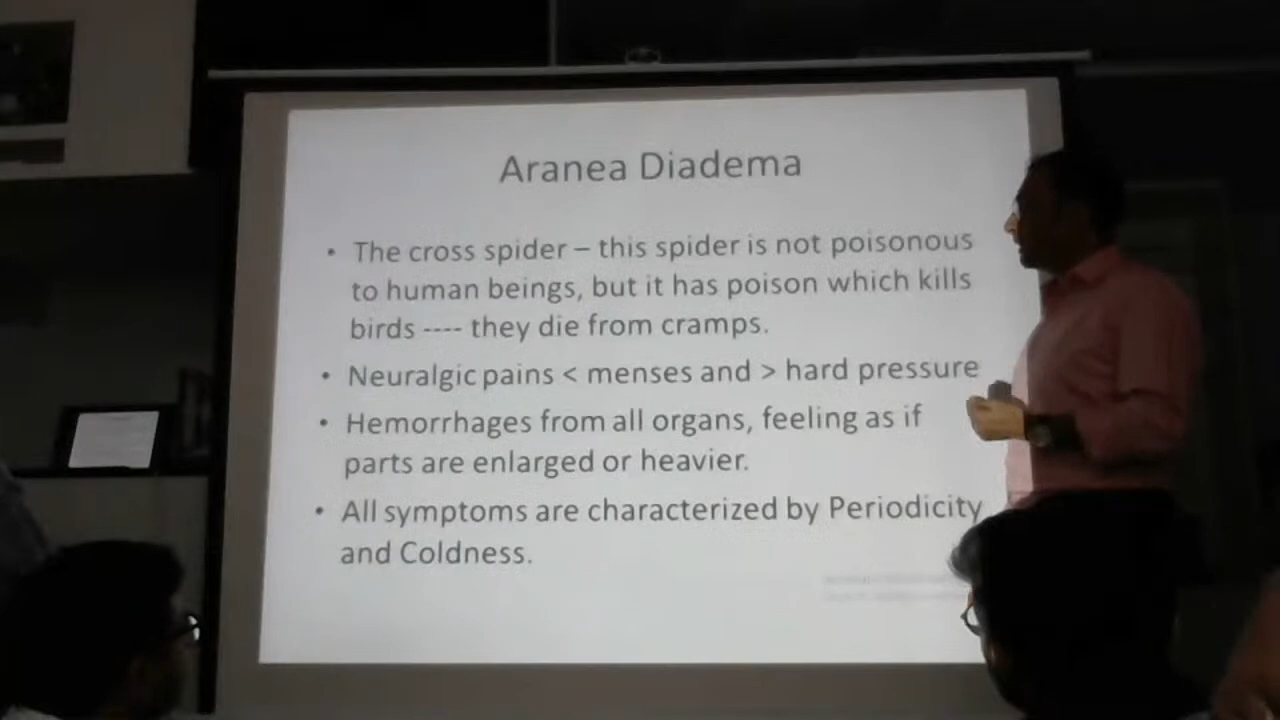 Aranea Diadema
• The cross spider – this spider is not poisonous
to human beings, but it has poison which kills
birds ---- they die from cramps.
• Neuralgic pains < menses and > hard pressure
• Hemorrhages from all organs, feeling as if
parts are enlarged or heavier.
• All symptoms are characterized by Periodicity
and Coldness.